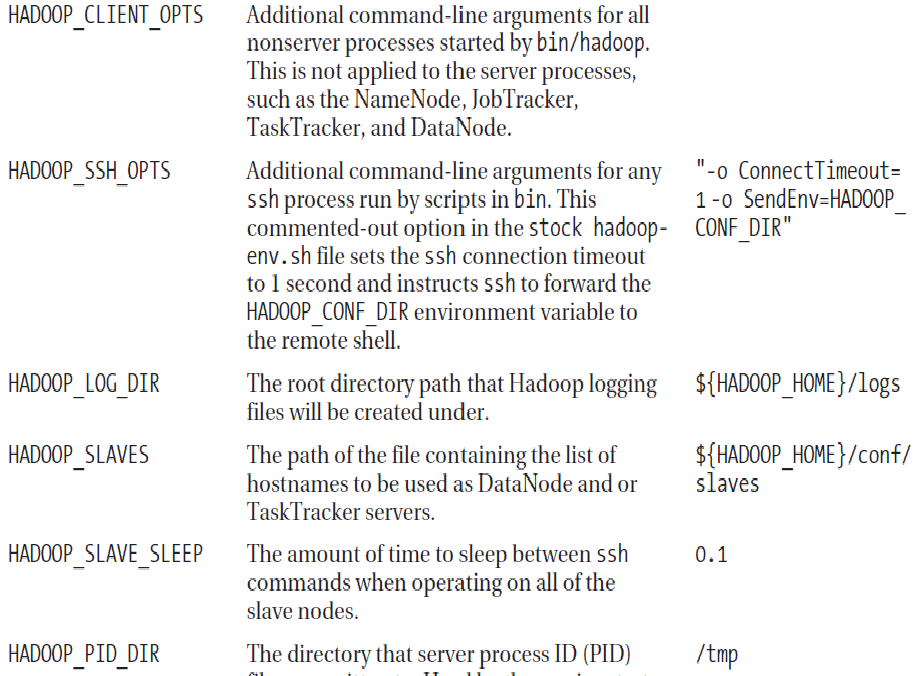 HADOOP_CLIENT_OPTS Additional command-line arguments for all
nonserver processes started by bin/hadoop.
This is not applied to the server processes,
such as the NameNode, JobTracker,
TaskTracker, and DataNode.
HADOOP_SSH_OPTS Additional command-line arguments for any "-o ConnectTimeout=
ssh process run by scripts in bin. This 1 -o SendEnv=HADOOP_
commented-out option in the stock hadoop- CONF_DIR"
env.sh file sets the ssh connection timeout
to 1 second and instructs ssh to forward the
HADOOP_CONF_DIR environment variable to
the remote shell.
HADOOP_LOG_DIR The root directory path that Hadoop logging ${HADOOP_HOME}/logs
files will be created under.
HADOOP_SLAVES The path of the file containing the list of ${HADOOP_HOME}/conf/
hostnames to be used as DataNode and or slaves
TaskTracker servers.
HADOOP_SLAVE_SLEEP The amount of time to sleep between ssh 0.1
commands when operating on all of the
slave nodes.
HADOOP_PID_DIR The directory that server process ID (PID) /tmp